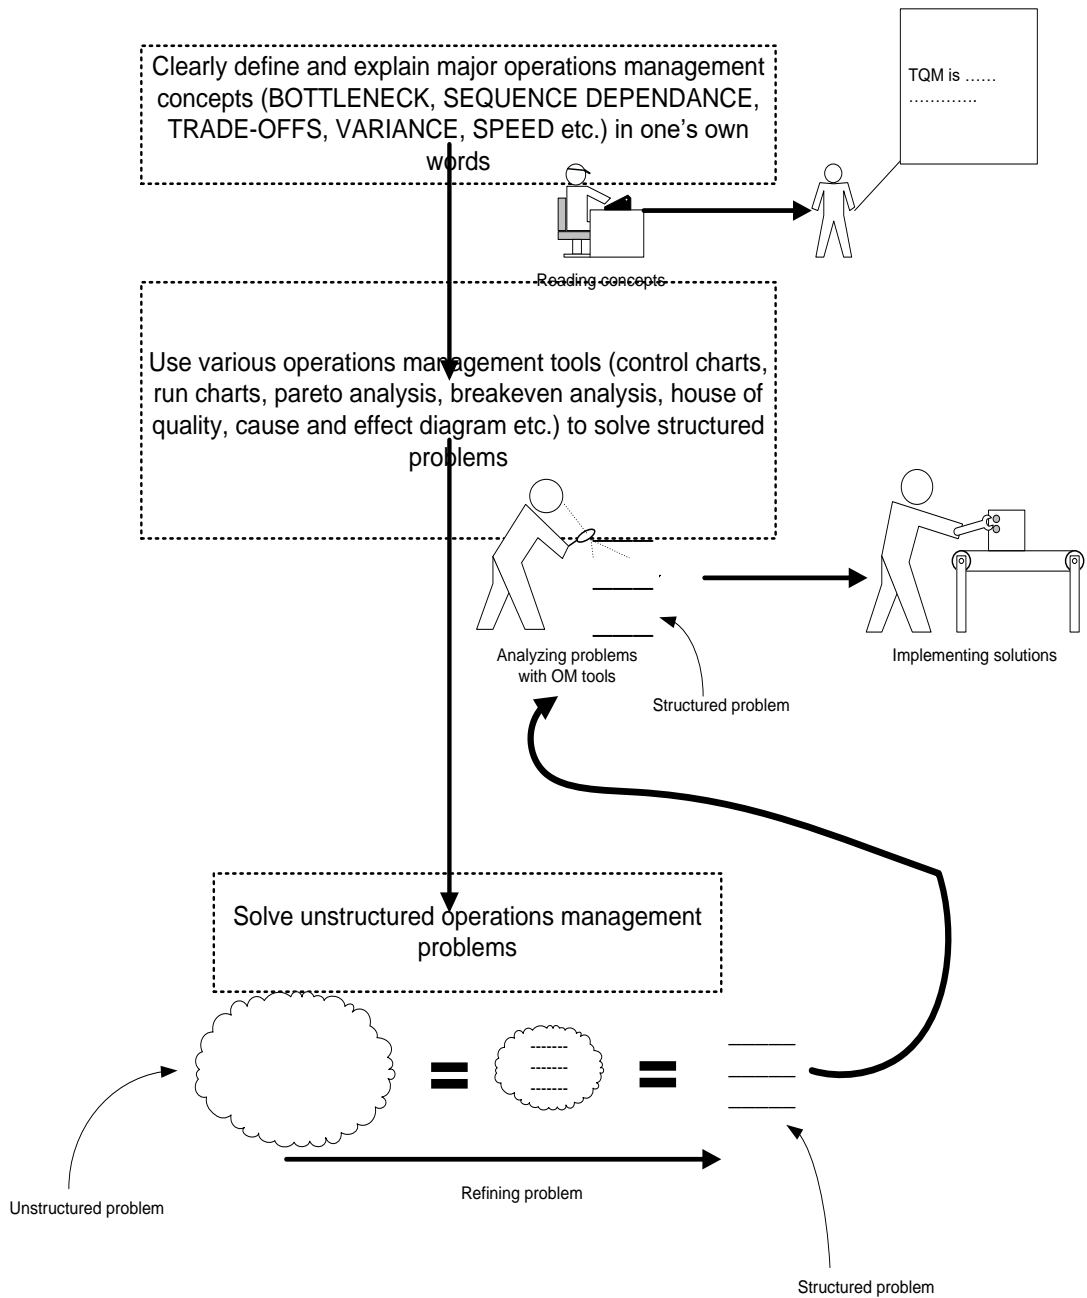 Clearly define and explain major operations management
concepts (BOTTLENECK, SEQUENCE DEPENDANCE,
TRADE-OFFS, VARIANCE, SPEED etc.) in one's own
words
TQM is ……
………….
Reading concepts
Use various operations management tools (control charts,
run charts, pareto analysis, breakeven analysis, house of
quality, cause and effect diagram etc.) to solve structured
problems
Analyzing problems
with OM tools
Implementing solutions
Structured problem
Solve unstructured operations management
problems
-------
-------
-------
Refining problem
Unstructured problem
Structured problem